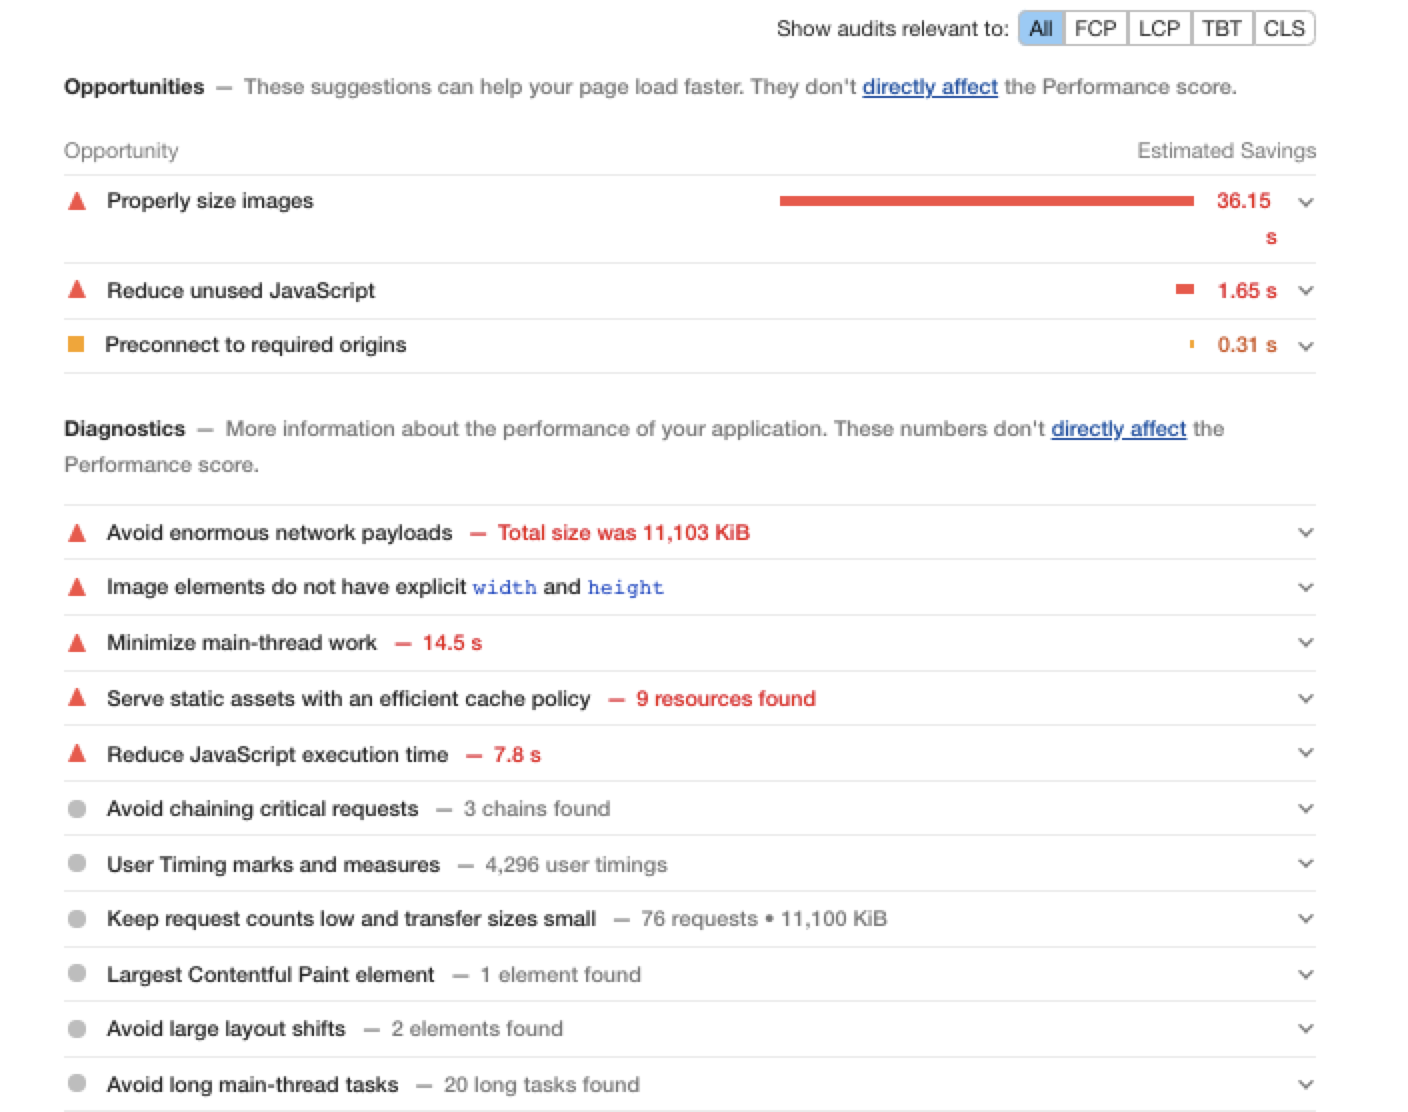 Show audits relevant to: All FCP LCP TBT CLS
Opportunities — These suggestions can help your page load faster. They don't directly affect the Performance score.
Opportunity Estimated Savings
Properly size images 36.15
s
Reduce unused JavaScript 1.65 s
Preconnect to required origins 0.31 s
Diagnostics — More information about the performance of your application. These numbers don't directly affect the
Performance score.
Avoid enormous network payloads — Total size was 11,103 KiB
Image elements do not have explicit width and height
Minimize main-thread work — 14.5 s
Serve static assets with an efficient cache policy — 9 resources found
Reduce JavaScript execution time — 7.8 s
Avoid chaining critical requests — 3 chains found
User Timing marks and measures — 4,296 user timings
Keep request counts low and transfer sizes small — 76 requests • 11,100 KiB
Largest Contentful Paint element — 1 element found
Avoid large layout shifts — 2 elements found
Avoid long main-thread tasks — 20 long tasks found